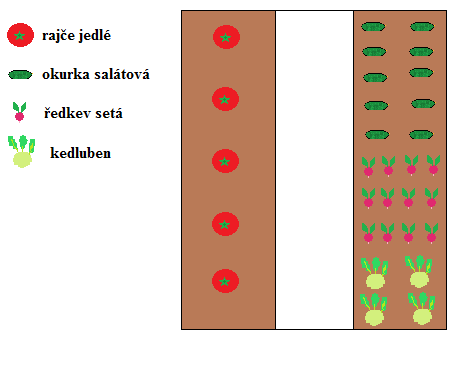 rajče jedlé
okurka salátová
ředkev setá
kedluben